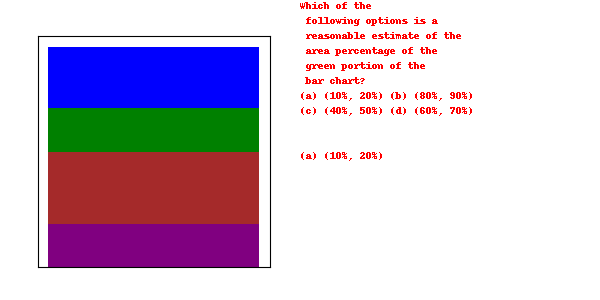 Which of the
following options is a
reasonable estimate of the
area percentage of the
green portion of the
bar chart?
(a) (10%, 20%) (b) (80%, 90%)
(c) (40%, 50%) (d) (60%, 70%)
(a) (10%, 20%)